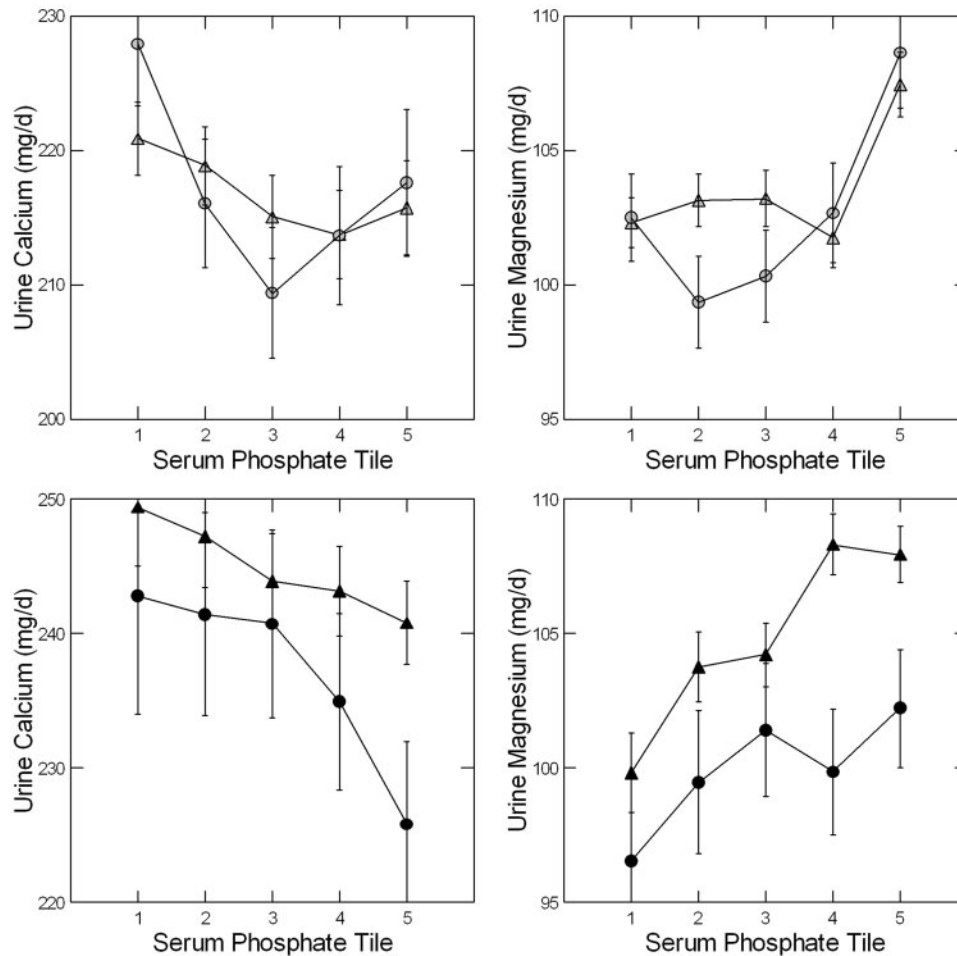 230
220
210
200
Urine Calcium (mg/d)
1 2 3 4 5
Serum Phosphate Tile
110
105
100
95
Urine Magnesium (mg/d)
1 2 3 4 5
Serum Phosphate Tile
250
240
230
220
Urine Calcium (mg/d)
1 2 3 4 5
Serum Phosphate Tile
110
105
100
95
Urine Magnesium (mg/d)
1 2 3 4 5
Serum Phosphate Tile